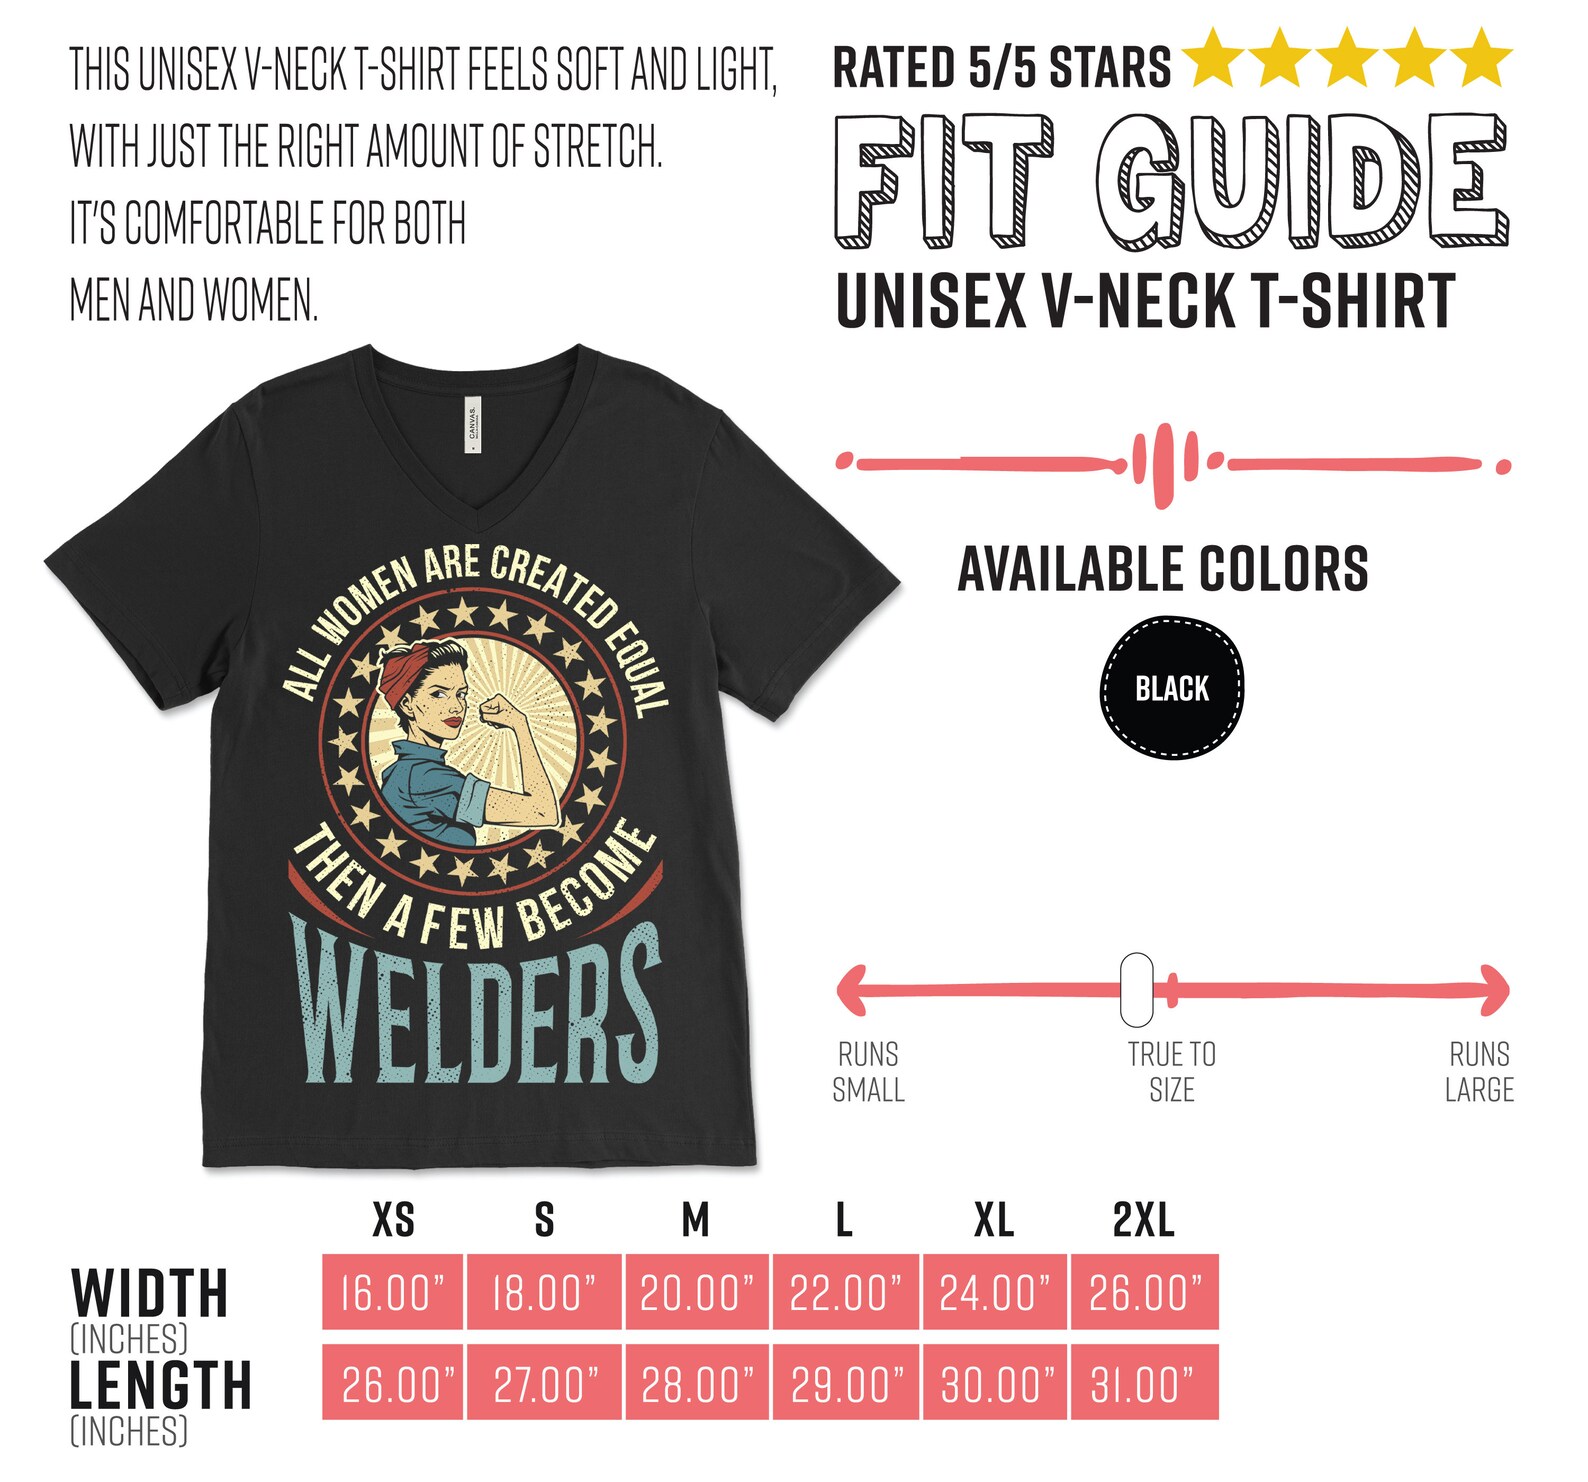 THIS UNISEX V-NECK T-SHIRT FEELS SOFT AND LIGHT,
WITH JUST THE RIGHT AMOUNT OF STRETCH.
IT'S COMFORTABLE FOR BOTH
MEN AND WOMEN.
RATED 5/5 STARS
FIT GUIDE
UNISEX V-NECK T-SHIRT
CANVAS.
ALL WOMEN ARE CREATED EQUAL
THEN A FEW BECOME
WELDERS
AVAILABLE COLORS
BLACK
RUNS SMALL
TRUE TO SIZE
RUNS LARGE
XS S M L XL 2XL
WIDTH 16.00” 18.00” 20.00” 22.00” 24.00” 26.00”
(INCHES)
LENGTH 26.00” 27.00” 28.00” 29.00” 30.00” 31.00”
(INCHES)